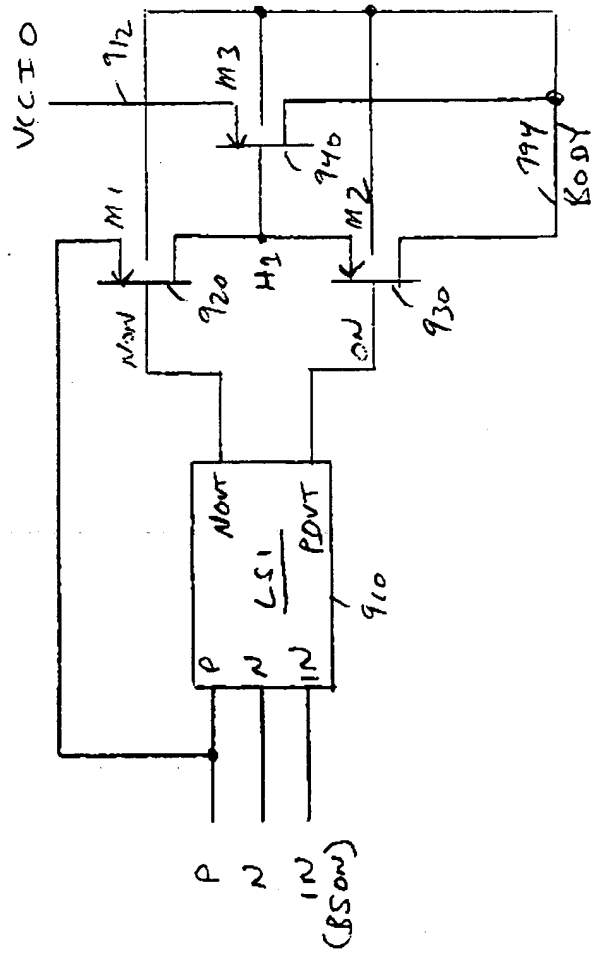 VCCIO
912
M1
M3
Non
920
H1
940
M2
ON
930
794
BODY
P
N
IN
(BSON)
P
N
IN
LS1
NOUT
POUT
910